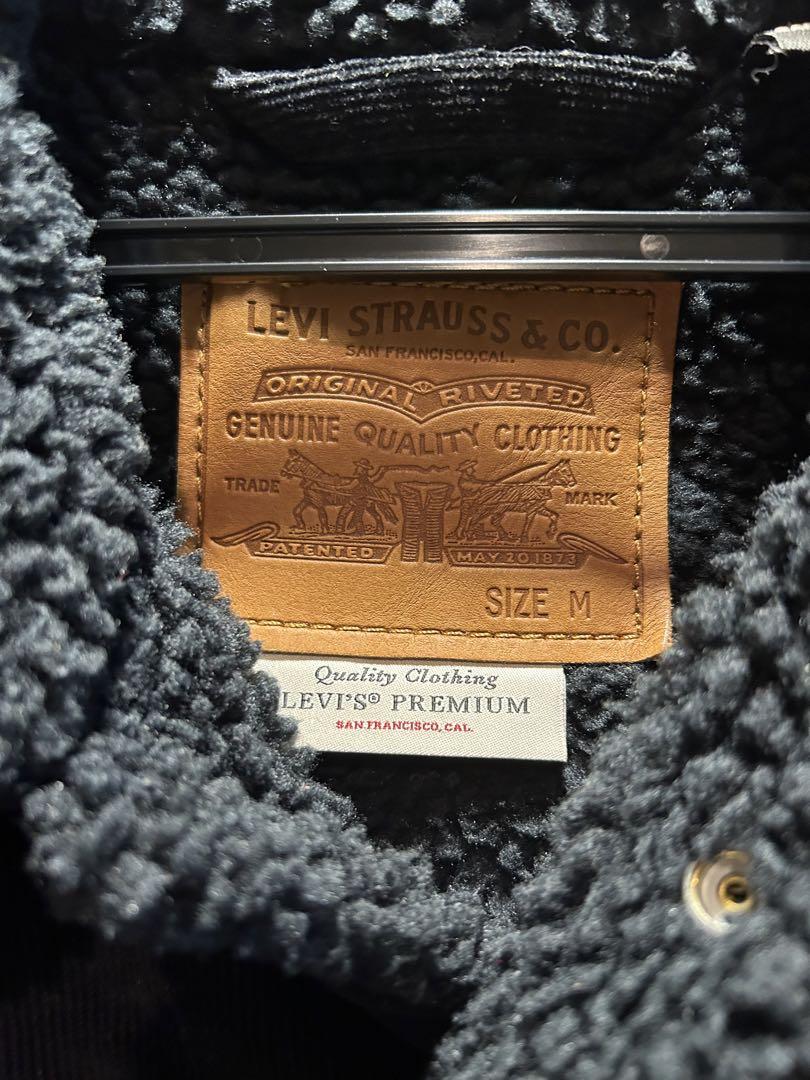 LEVI STRAUSS & CO.
SAN FRANCISCO, CAL.
ORIGINAL RIVETED
GENUINE QUALITY CLOTHING
TRADE MARK
PATENTED MAY 20 1873
SIZE M
Quality Clothing
LEVI'S® PREMIUM
SAN FRANCISCO, CAL.